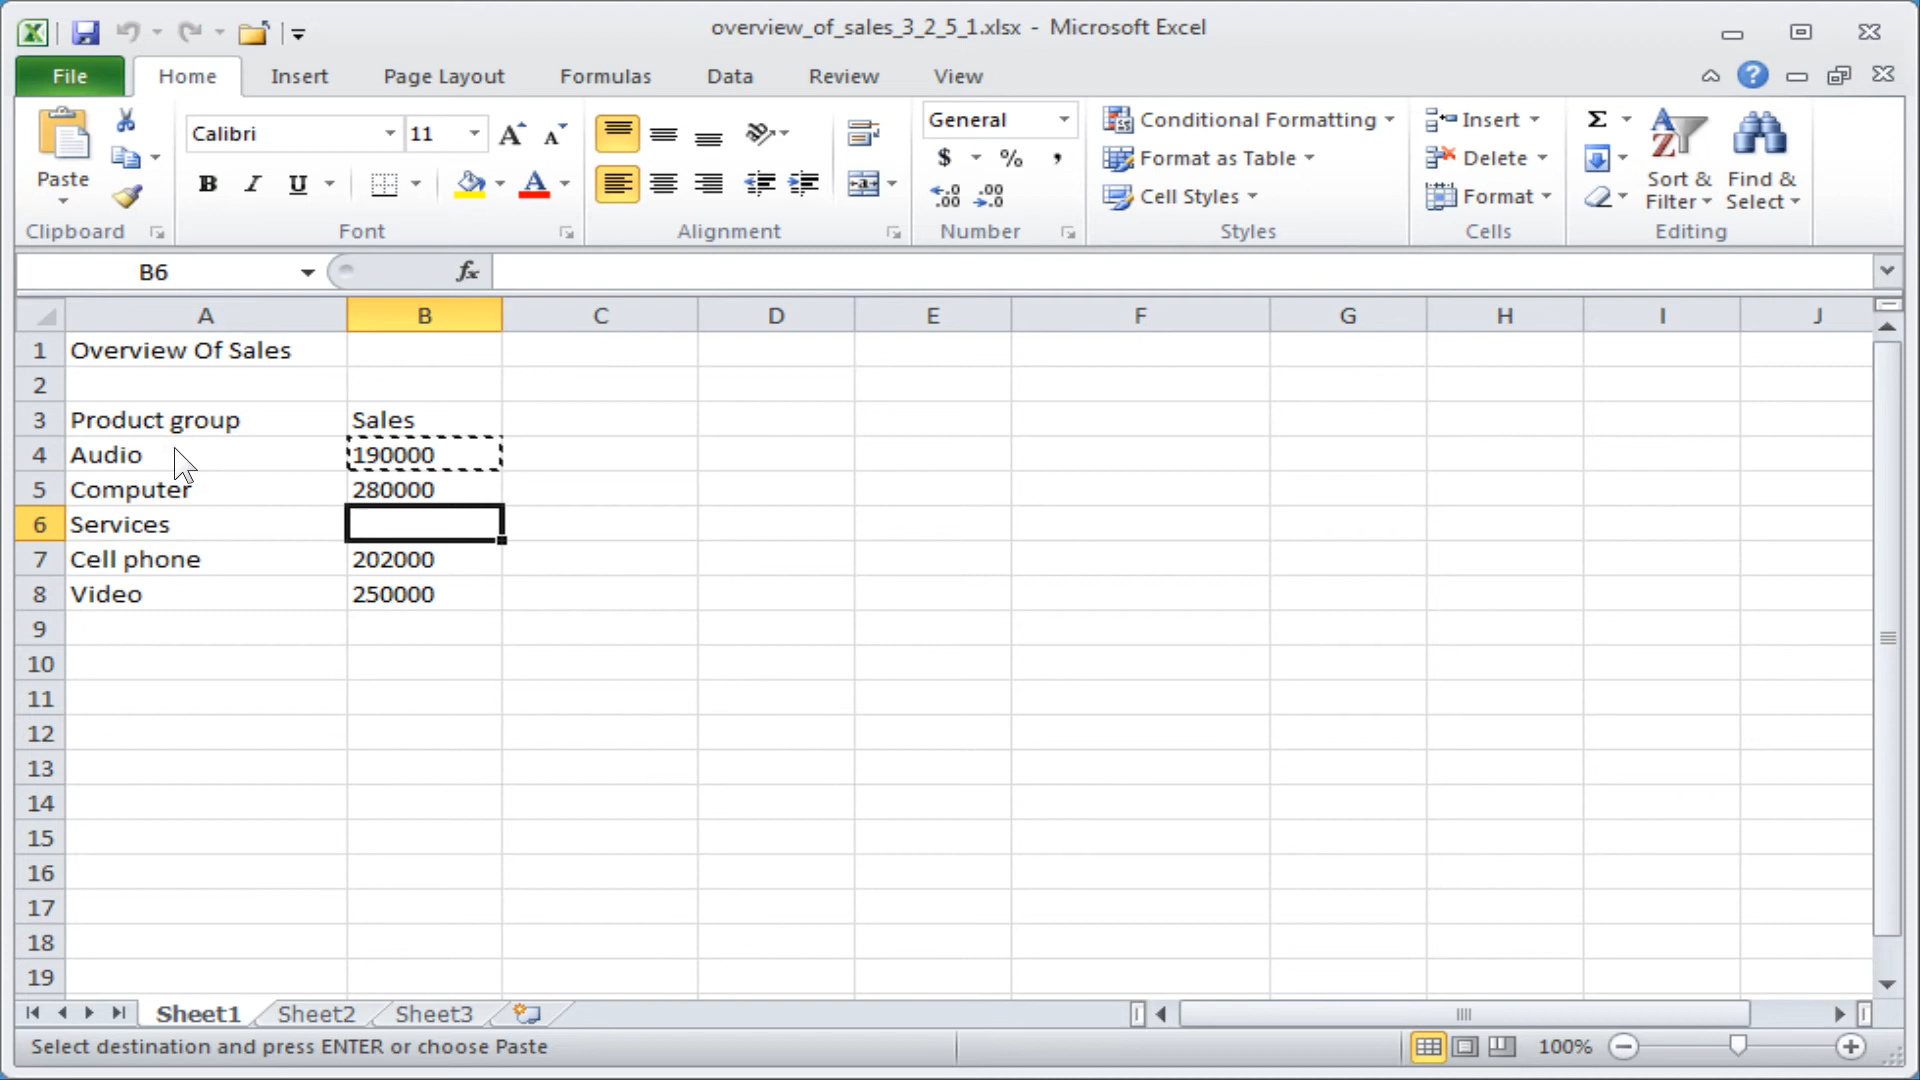 overview_of_sales_3_2_5_1.xlsx - Microsoft Excel
File Home Insert Page Layout Formulas Data Review View
Paste
Clipboard
Calibri 11
B I U A
Font
Alignment
General
$ % ,
Number
Conditional Formatting
Format as Table
Cell Styles
Styles
Insert
Delete
Format
Cells
Σ
Sort & Filter
Find & Select
Editing
B6 fx
A B C D E F G H I J
1 Overview Of Sales
2
3 Product group Sales
4 Audio 190000
5 Computer 280000
6 Services
7 Cell phone 202000
8 Video 250000
9
10
11
12
13
14
15
16
17
18
19
Sheet1 Sheet2 Sheet3
Select destination and press ENTER or choose Paste 100%